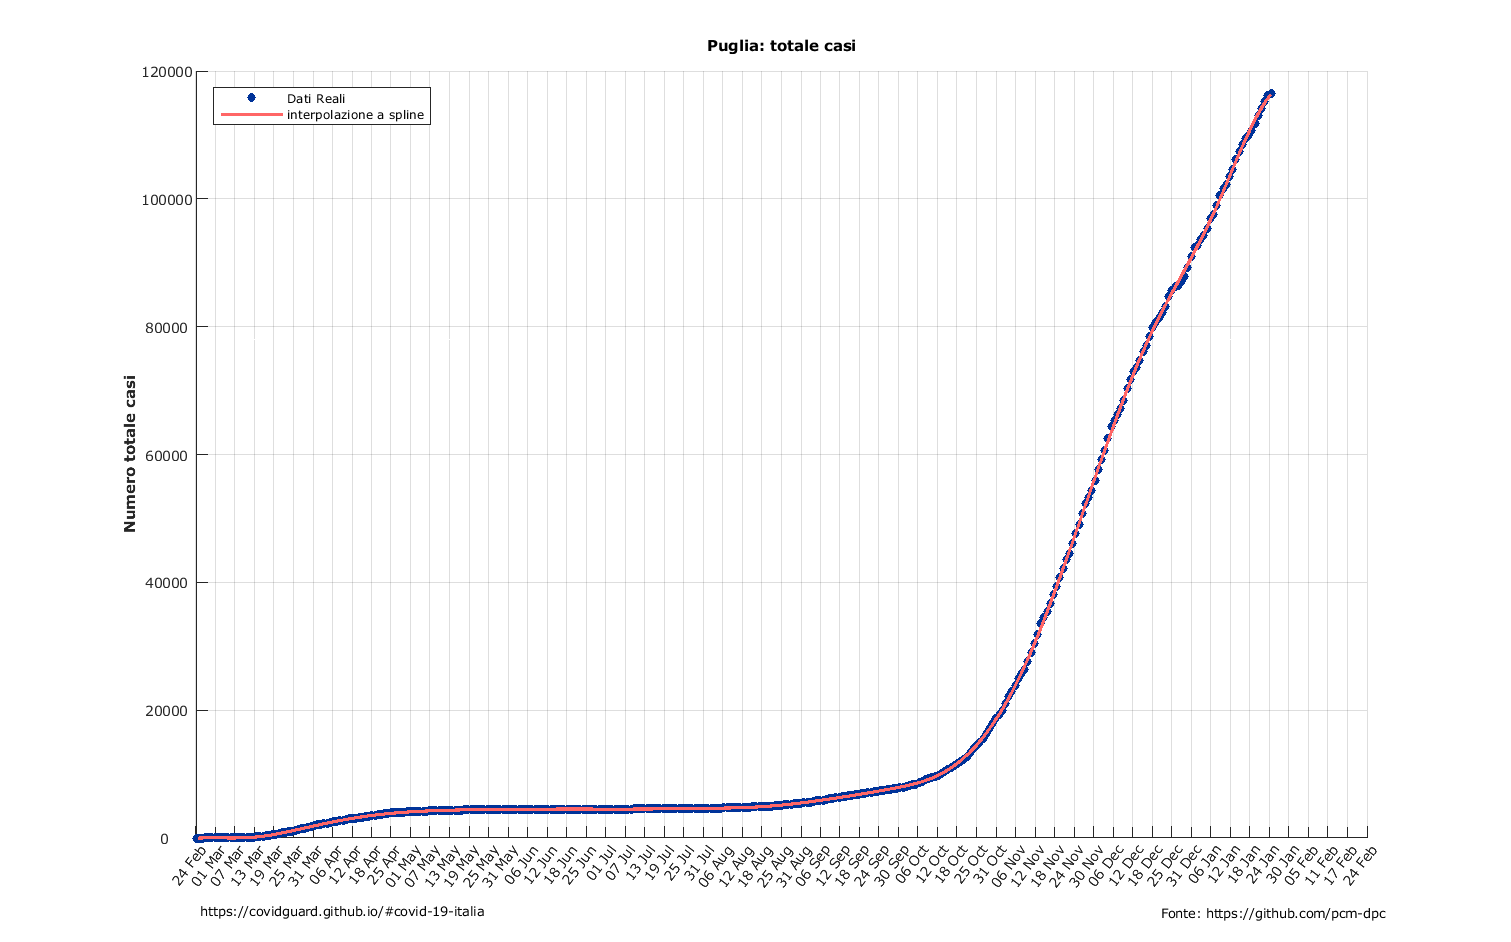 Puglia: totale casi
Dati Reali
interpolazione a spline
Numero totale casi
120000
100000
80000
60000
40000
20000
0
24 Feb
01 Mar
07 Mar
13 Mar
19 Mar
25 Mar
31 Mar
06 Apr
12 Apr
18 Apr
25 Apr
01 May
07 May
13 May
19 May
25 May
31 May
06 Jun
12 Jun
18 Jun
25 Jun
01 Jul
07 Jul
13 Jul
19 Jul
25 Jul
31 Jul
06 Aug
12 Aug
18 Aug
25 Aug
31 Aug
06 Sep
12 Sep
18 Sep
24 Sep
30 Sep
06 Oct
12 Oct
18 Oct
25 Oct
31 Oct
06 Nov
12 Nov
18 Nov
24 Nov
30 Nov
06 Dec
12 Dec
18 Dec
25 Dec
31 Dec
06 Jan
12 Jan
18 Jan
24 Jan
30 Jan
05 Feb
11 Feb
17 Feb
24 Feb
https://covidguard.github.io/#covid-19-italia
Fonte: https://github.com/pcm-dpc